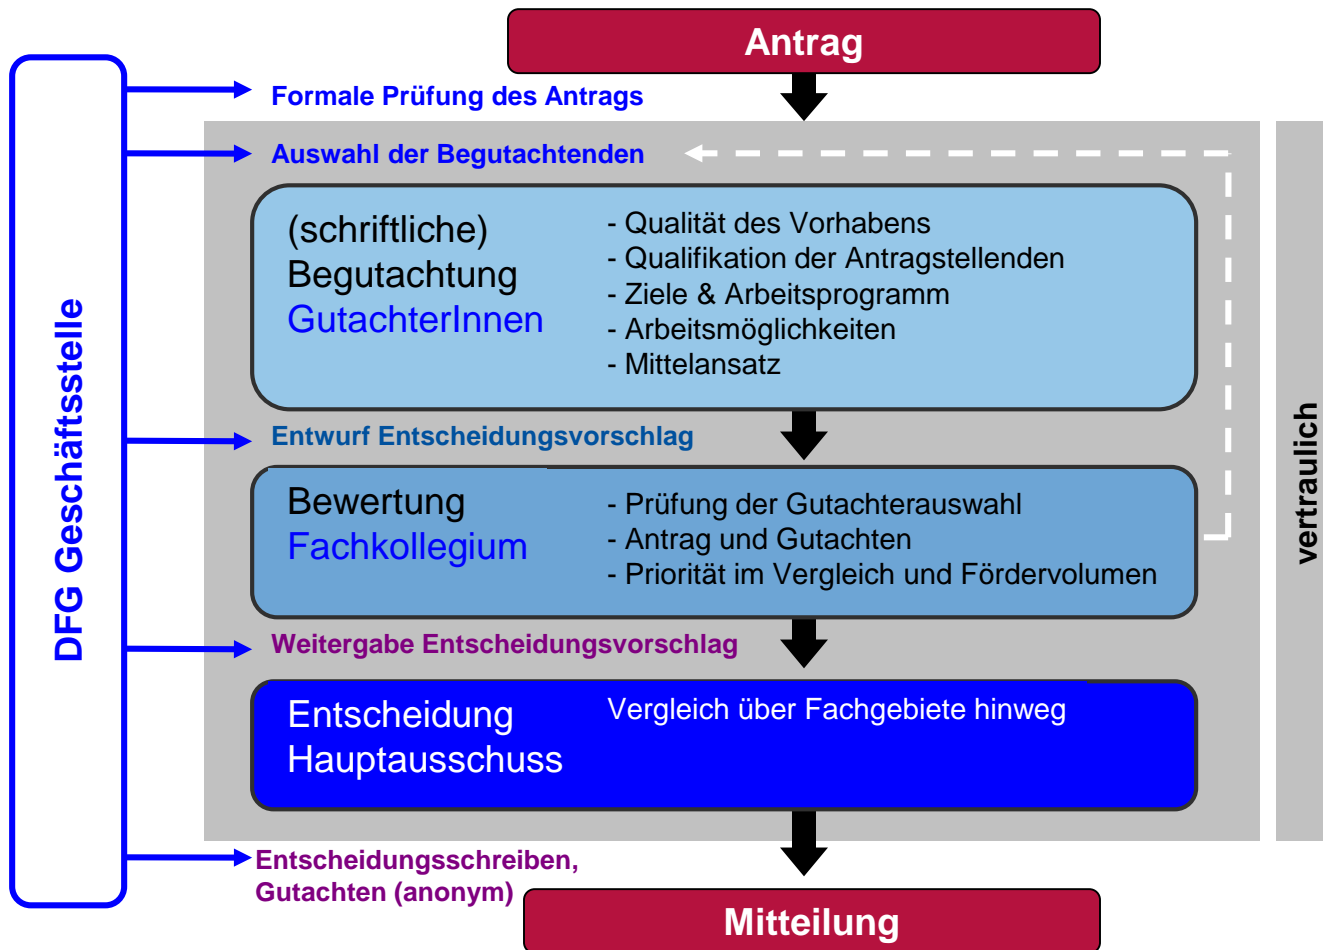 Antrag
DFG Geschäftsstelle
Formale Prüfung des Antrags
Auswahl der Begutachtenden
(schriftliche)
Begutachtung
GutachterInnen
- Qualität des Vorhabens
- Qualifikation der Antragstellenden
- Ziele & Arbeitsprogramm
- Arbeitsmöglichkeiten
- Mittelansatz
Entwurf Entscheidungsvorschlag
Bewertung
Fachkollegium
- Prüfung der Gutachterauswahl
- Antrag und Gutachten
- Priorität im Vergleich und Fördervolumen
Weitergabe Entscheidungsvorschlag
Entscheidung
Hauptausschuss
Vergleich über Fachgebiete hinweg
vertraulich
Entscheidungsschreiben,
Gutachten (anonym)
Mitteilung